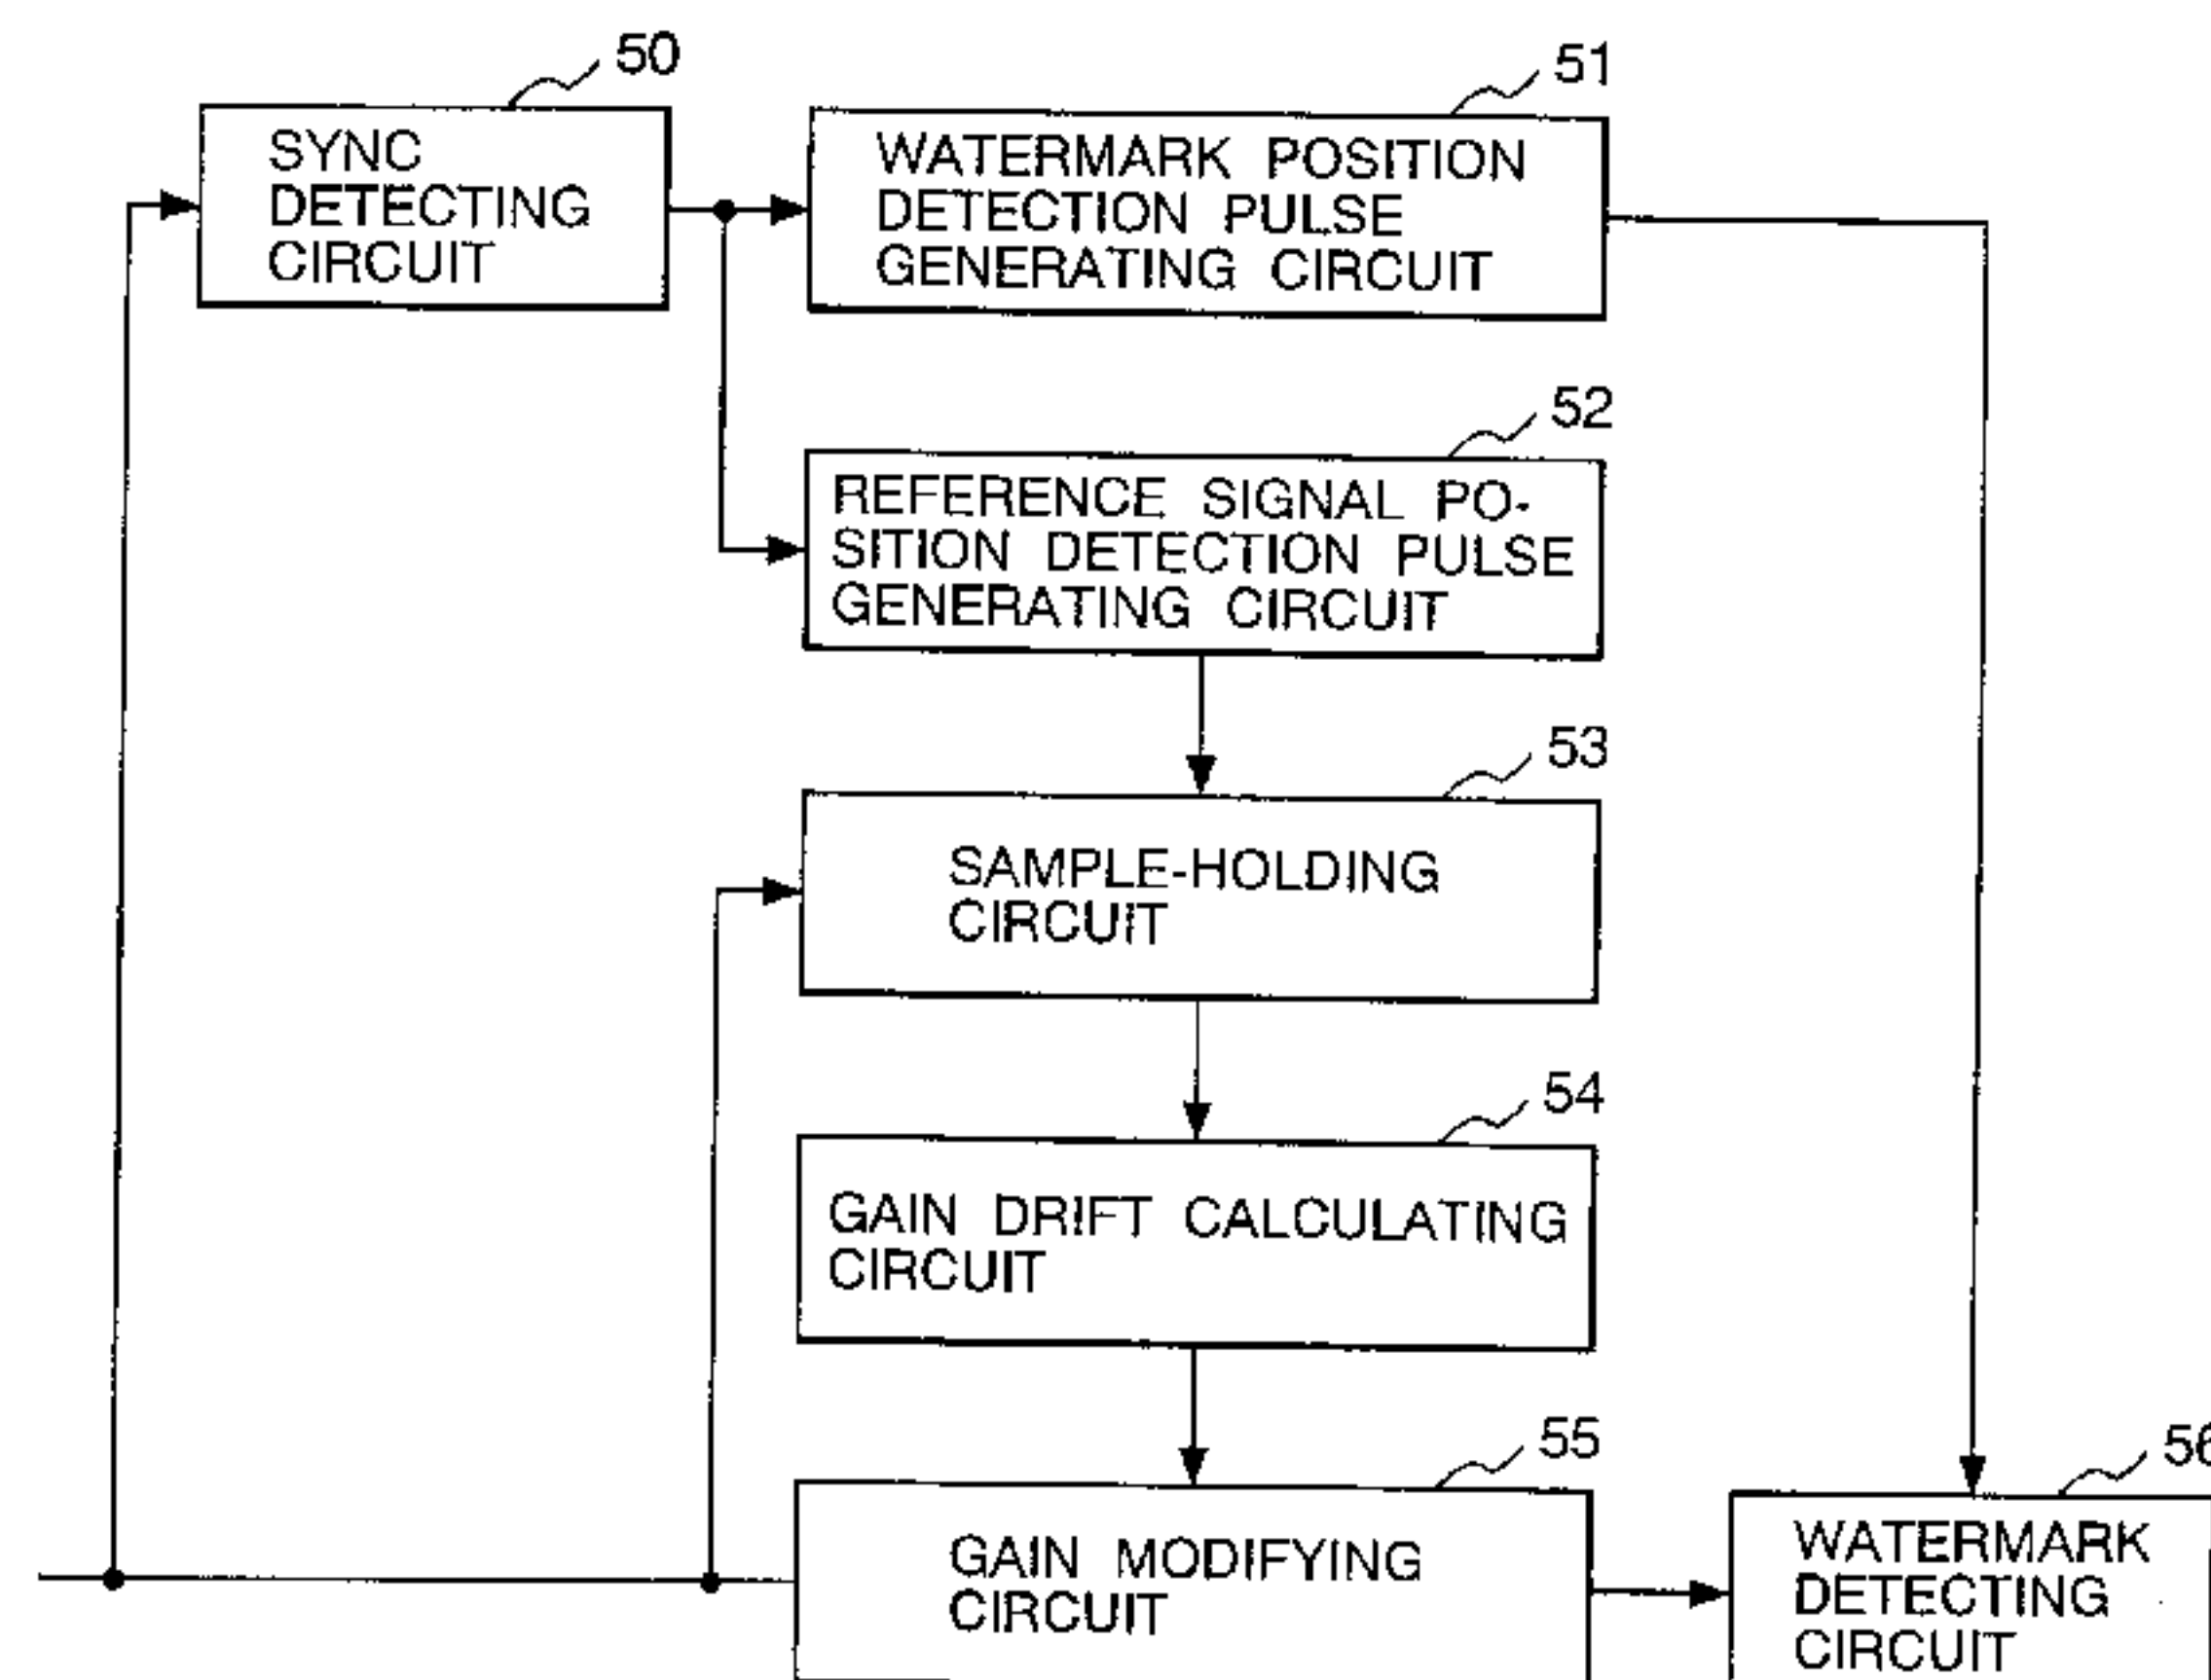 50
SYNC
DETECTING
CIRCUIT
51
WATERMARK POSITION
DETECTION PULSE
GENERATING CIRCUIT
52
REFERENCE SIGNAL PO-
SITION DETECTION PULSE
GENERATING CIRCUIT
53
SAMPLE-HOLDING
CIRCUIT
54
GAIN DRIFT CALCULATING
CIRCUIT
55
GAIN MODIFYING
CIRCUIT
56
WATERMARK
DETECTING
CIRCUIT